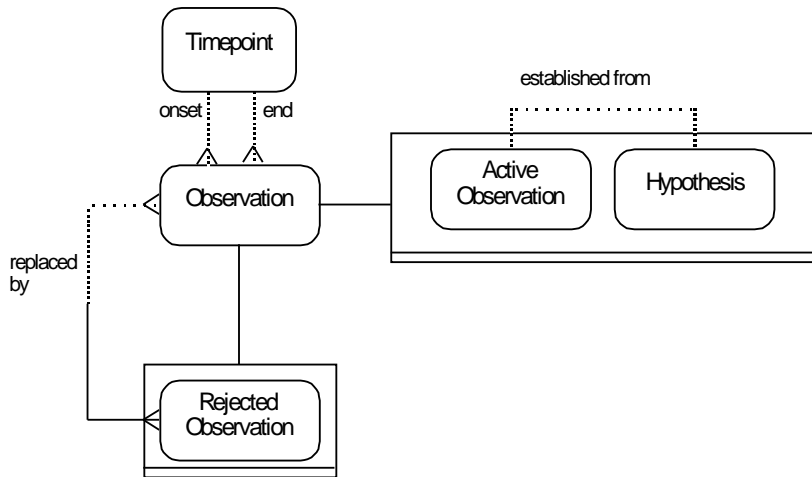 Timepoint
established from
onset
end
Active
Observation
Hypothesis
Observation
replaced
by
Rejected
Observation